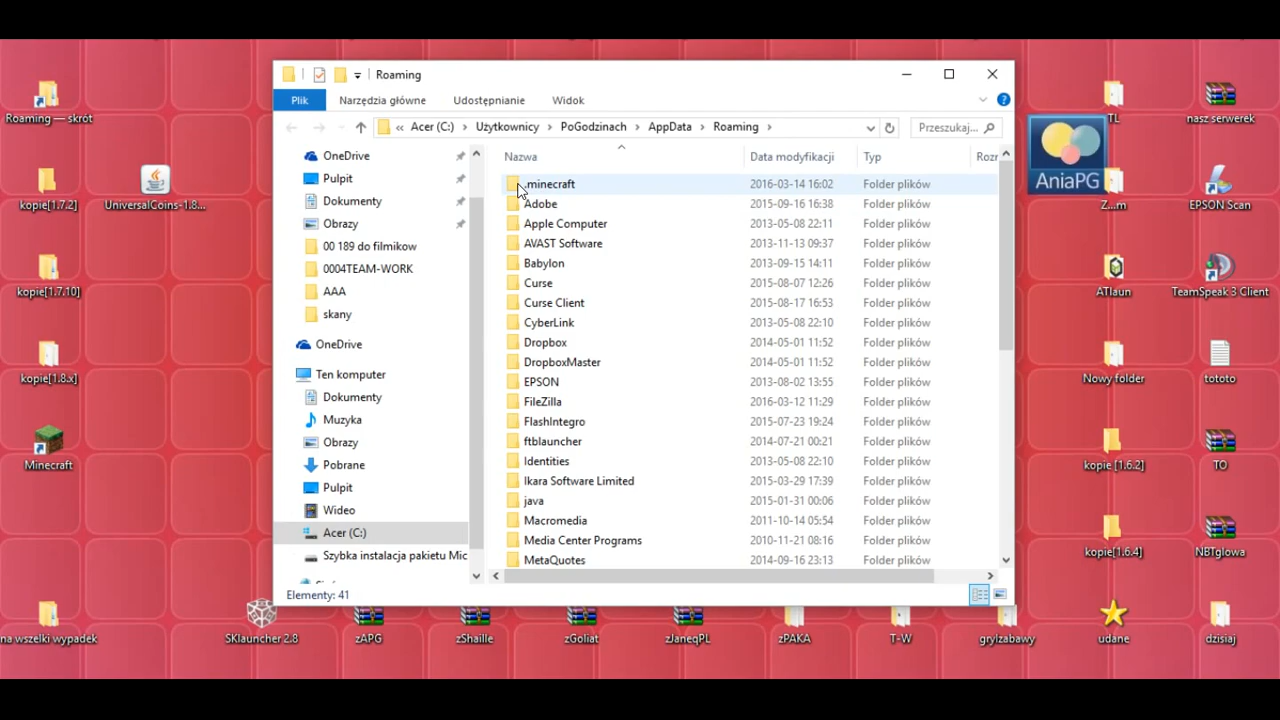 Roaming
Plik
Narzędzia główne
Udostępnianie
Widok
« Acer (C:) › Użytkownicy › PoGodzinach › AppData › Roaming ›
Przeszukaj...
OneDrive
Pulpit
Dokumenty
Obrazy
00 189 do filmikow
0004TEAM-WORK
AAA
skany
OneDrive
Ten komputer
Dokumenty
Muzyka
Obrazy
Pobrane
Pulpit
Wideo
Acer (C:)
Szybka instalacja pakietu Mic
Nazwa Data modyfikacji Typ Rozr
.minecraft 2016-03-14 16:02 Folder plików
Adobe 2015-09-16 16:38 Folder plików
Apple Computer 2013-05-08 22:11 Folder plików
AVAST Software 2013-11-13 09:37 Folder plików
Babylon 2013-09-15 14:11 Folder plików
Curse 2015-08-07 12:26 Folder plików
Curse Client 2015-08-17 16:53 Folder plików
CyberLink 2013-05-08 22:10 Folder plików
Dropbox 2014-05-01 11:52 Folder plików
DropboxMaster 2014-05-01 11:52 Folder plików
EPSON 2013-08-02 13:55 Folder plików
FileZilla 2016-03-12 11:29 Folder plików
FlashIntegro 2015-07-23 19:24 Folder plików
ftblauncher 2014-07-21 00:21 Folder plików
Identities 2013-05-08 22:10 Folder plików
Ikara Software Limited 2015-03-29 17:39 Folder plików
java 2015-01-31 00:06 Folder plików
Macromedia 2011-10-14 05:54 Folder plików
Media Center Programs 2010-11-21 08:16 Folder plików
MetaQuotes 2014-09-16 23:13 Folder plików
Elementy: 41
Roaming — skrót
kopie[1.7.2]
UniversalCoins-1.8...
kopie[1.7.10]
kopie[1.8.x]
Minecraft
na wszelki wypadek
SKlauncher 2.8
zAPG
zShaille
zGoliat
zJaneqPL
zPAKA
T-W
gryIzabawy
udane
dzisiaj
TL
nasz serwerek
AniaPG
Z...m
EPSON Scan
ATlaun
TeamSpeak 3 Client
Nowy folder
tototo
kopie [1.6.2]
TO
kopie[1.6.4]
NBTglowa